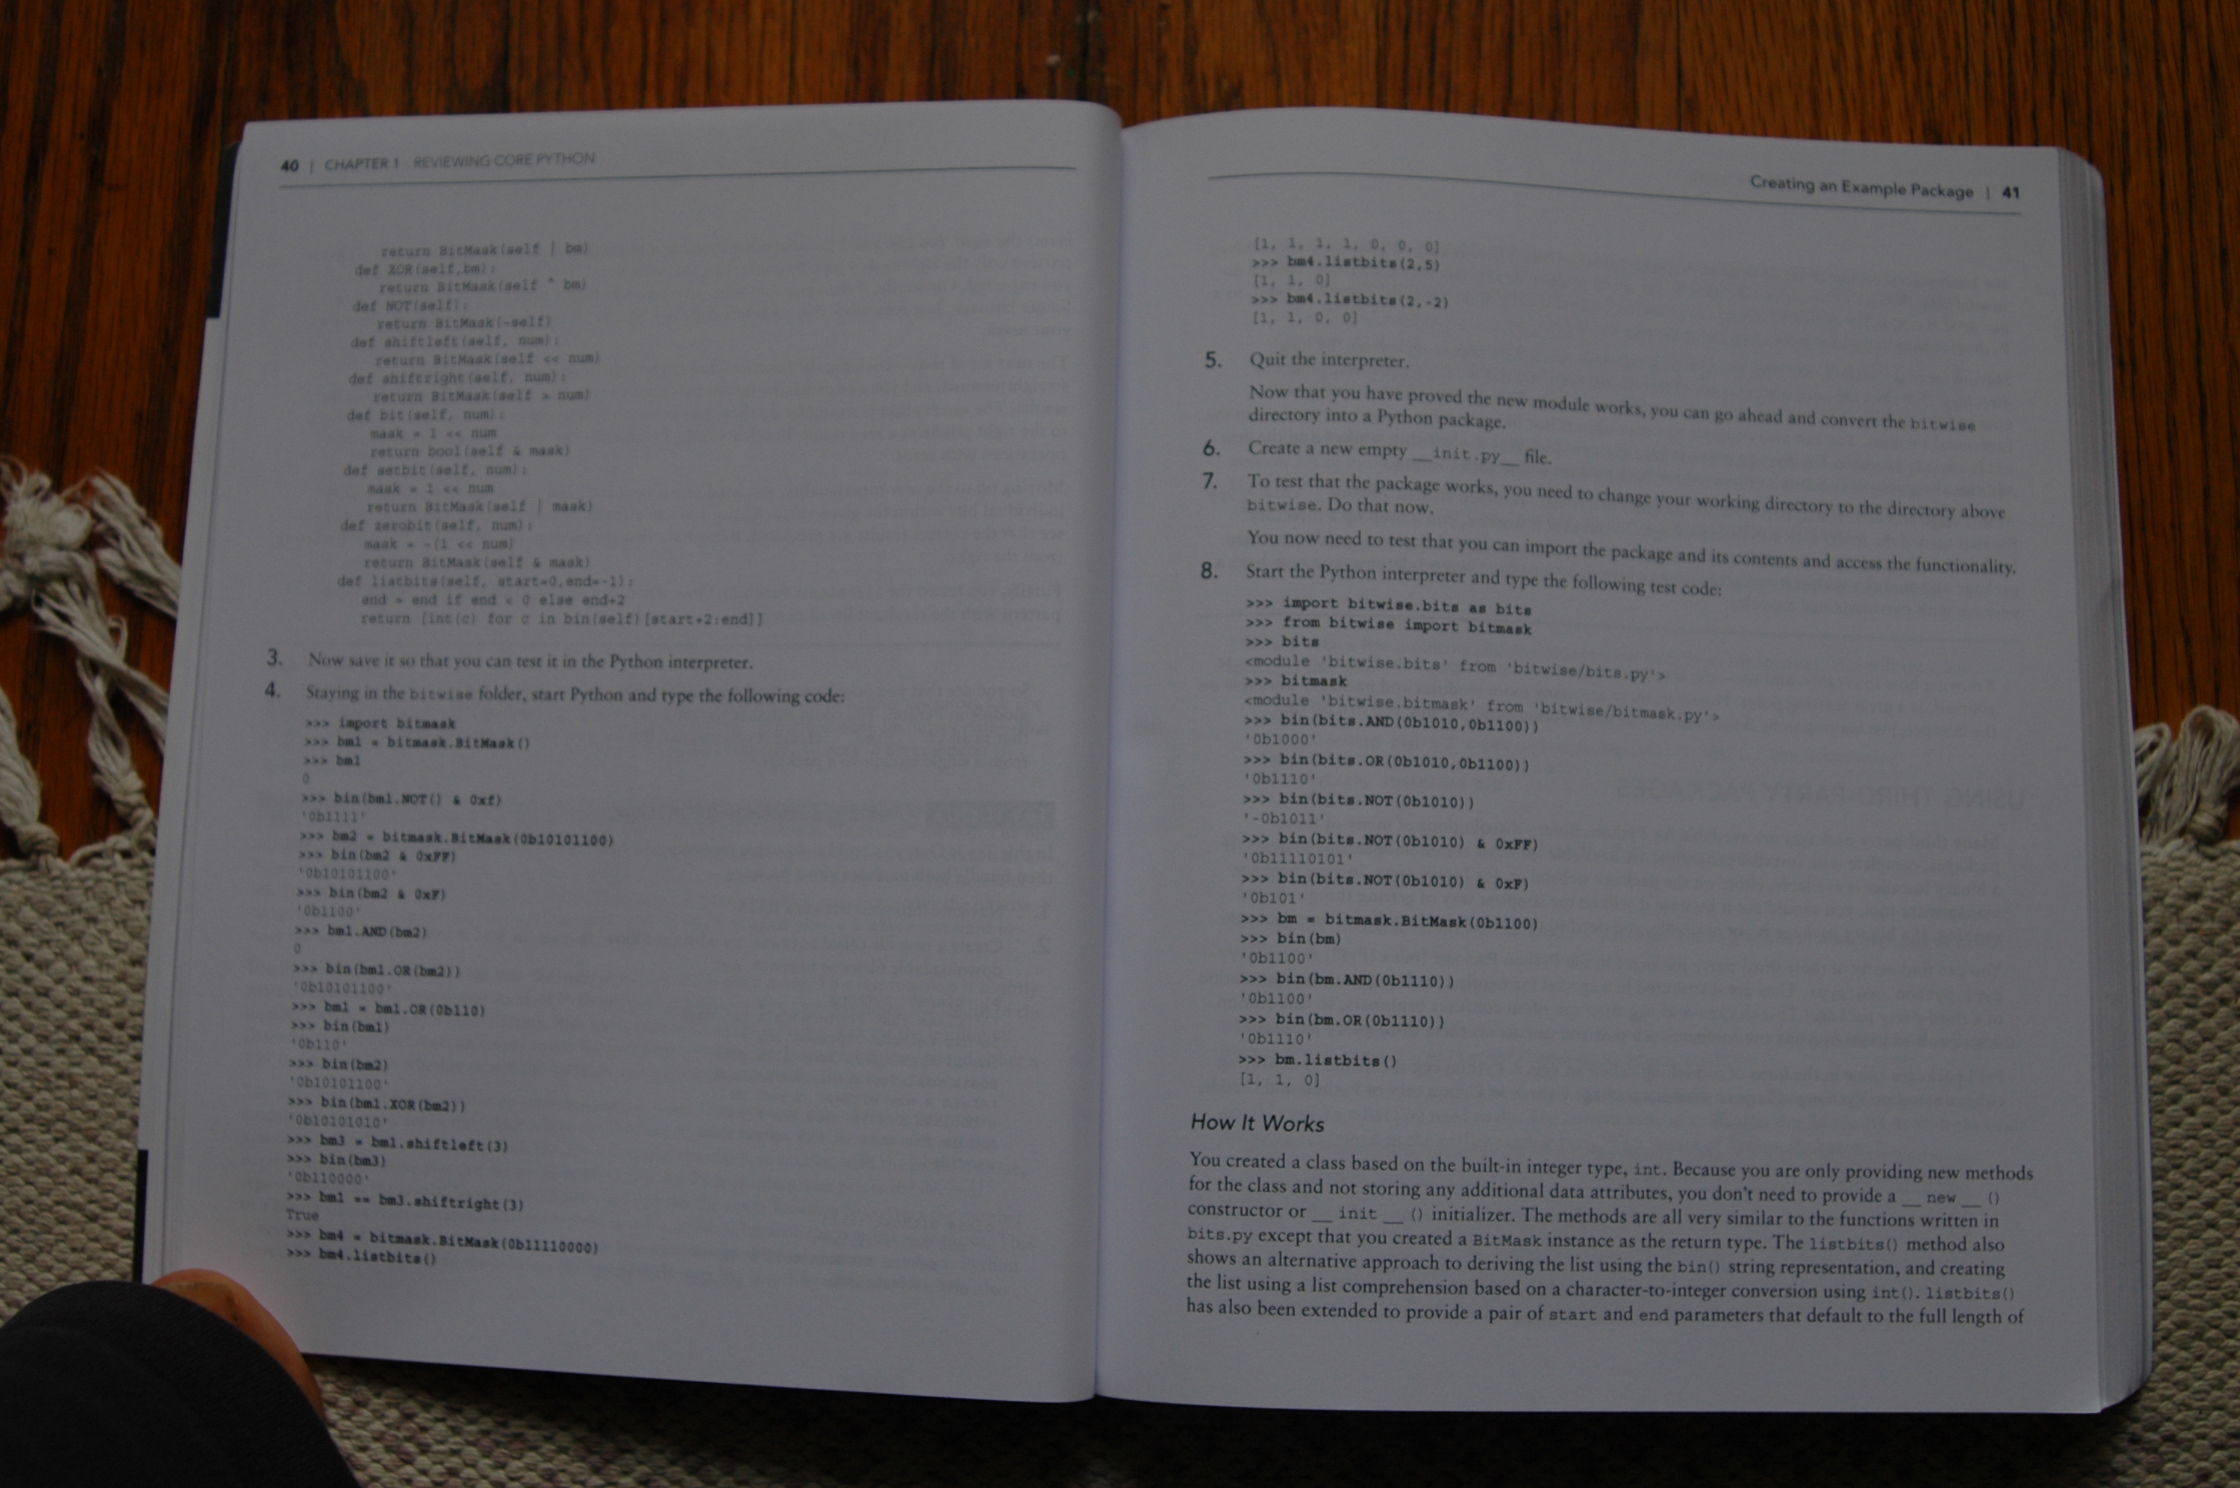 40 | CHAPTER 1 REVIEWING CORE PYTHON
return BitMask(self | bm)
def XOR(self,bm):
return BitMask(self ^ bm)
def NOT(self):
return BitMask(~self)
def shiftleft(self, num):
return BitMask(self << num)
def shiftright(self, num):
return BitMask(self > num)
def bit(self, num):
mask = 1 << num
return bool(self & mask)
def setbit(self, num):
mask = 1 << num
return BitMask(self | mask)
def zerobit(self, num):
mask = ~(1 << num)
return BitMask(self & mask)
def listbits(self, start=0,end=-1):
end = end if end < 0 else end+2
return [int(c) for c in bin(self)[start+2:end]]
3. Now save it so that you can test it in the Python interpreter.
4. Staying in the bitwise folder, start Python and type the following code:
>>> import bitmask
>>> bm1 = bitmask.BitMask()
>>> bm1
0
>>> bin(bm1.NOT() & 0xf)
'0b1111'
>>> bm2 = bitmask.BitMask(0b10101100)
>>> bin(bm2 & 0xFF)
'0b10101100'
>>> bin(bm2 & 0xF)
'0b1100'
>>> bm1.AND(bm2)
0
>>> bin(bm1.OR(bm2))
'0b10101100'
>>> bm1 = bm1.OR(0b110)
>>> bin(bm1)
'0b110'
>>> bin(bm2)
'0b10101100'
>>> bin(bm1.XOR(bm2))
'0b10101010'
>>> bm3 = bm1.shiftleft(3)
>>> bin(bm3)
'0b110000'
>>> bm1 == bm3.shiftright(3)
True
>>> bm4 = bitmask.BitMask(0b11110000)
>>> bm4.listbits()
Creating an Example Package | 41
[1, 1, 1, 1, 0, 0, 0]
>>> bm4.listbits(2,5)
[1, 1, 0]
>>> bm4.listbits(2,-2)
[1, 1, 0, 0]
5. Quit the interpreter.
Now that you have proved the new module works, you can go ahead and convert the bitwise
directory into a Python package.
6. Create a new empty __init.py__ file.
7. To test that the package works, you need to change your working directory to the directory above
bitwise. Do that now.
You now need to test that you can import the package and its contents and access the functionality.
8. Start the Python interpreter and type the following test code:
>>> import bitwise.bits as bits
>>> from bitwise import bitmask
>>> bits
<module 'bitwise.bits' from 'bitwise/bits.py'>
>>> bitmask
<module 'bitwise.bitmask' from 'bitwise/bitmask.py'>
>>> bin(bits.AND(0b1010,0b1100))
'0b1000'
>>> bin(bits.OR(0b1010,0b1100))
'0b1110'
>>> bin(bits.NOT(0b1010))
'-0b1011'
>>> bin(bits.NOT(0b1010) & 0xFF)
'0b11110101'
>>> bin(bits.NOT(0b1010) & 0xF)
'0b101'
>>> bm = bitmask.BitMask(0b1100)
>>> bin(bm)
'0b1100'
>>> bin(bm.AND(0b1110))
'0b1100'
>>> bin(bm.OR(0b1110))
'0b1110'
>>> bm.listbits()
[1, 1, 0]
How It Works
You created a class based on the built-in integer type, int. Because you are only providing new methods
for the class and not storing any additional data attributes, you don't need to provide a __ new __ ()
constructor or __ init __ () initializer. The methods are all very similar to the functions written in
bits.py except that you created a BitMask instance as the return type. The listbits() method also
shows an alternative approach to deriving the list using the bin() string representation, and creating
the list using a list comprehension based on a character-to-integer conversion using int(). listbits()
has also been extended to provide a pair of start and end parameters that default to the full length of